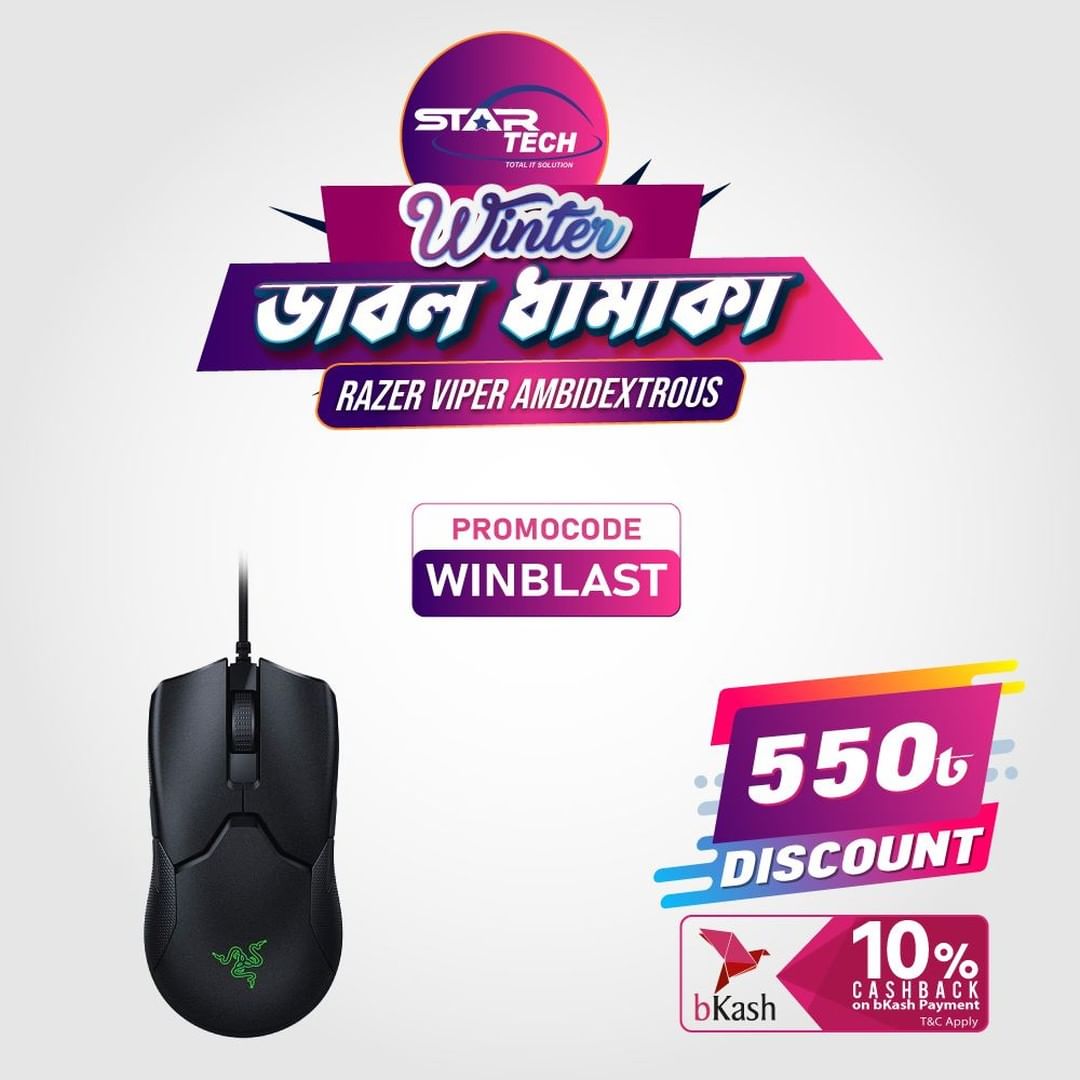 STAR
TECH
TOTAL IT SOLUTION
Winter
ডাবল ধামাকা
RAZER VIPER AMBIDEXTROUS
PROMOCODE
WINBLAST
550৳
DISCOUNT
bKash
10%
CASHBACK
on bKash Payment
T&C Apply